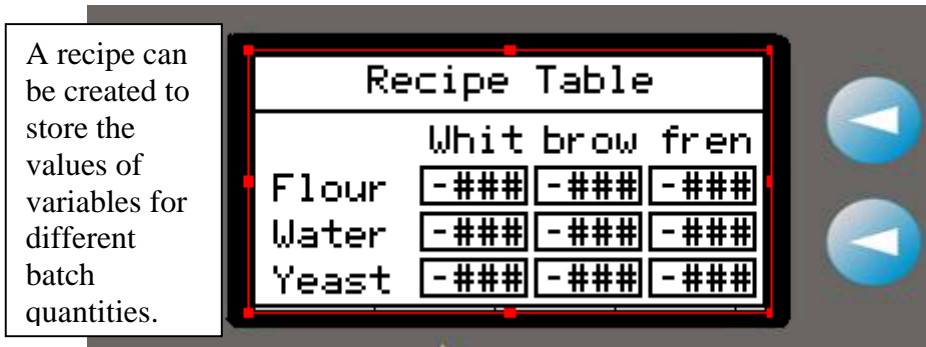 A recipe can
be created to
store the
values of
variables for
different
batch
quantities.
Recipe Table
Whit brow fren
Flour -### -### -###
Water -### -### -###
Yeast -### -### -###